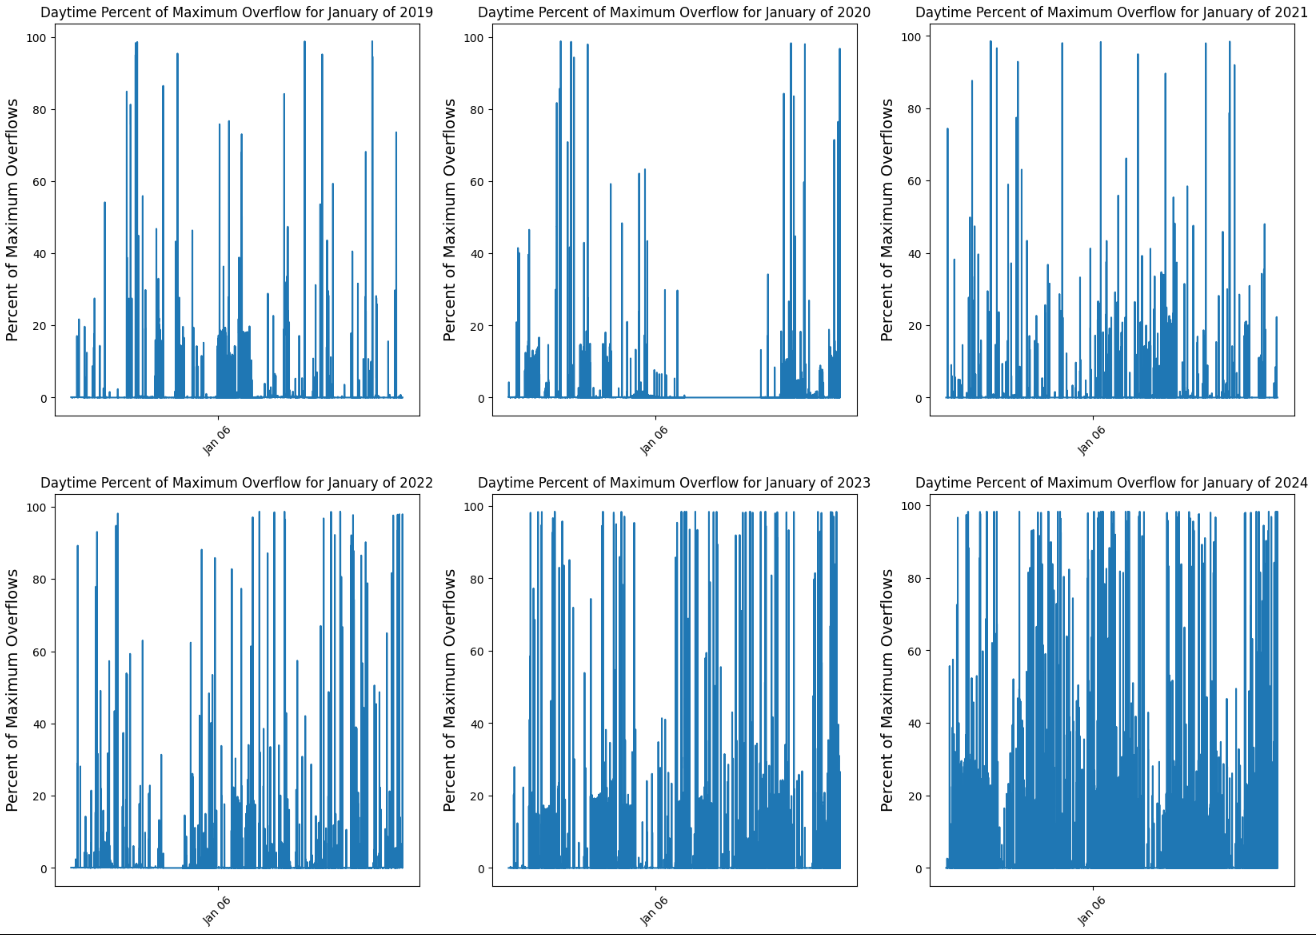 Daytime Percent of Maximum Overflow for January of 2019
Percent of Maximum Overflows
100
80
60
40
20
0
Jan 06
Daytime Percent of Maximum Overflow for January of 2020
Percent of Maximum Overflows
100
80
60
40
20
0
Jan 06
Daytime Percent of Maximum Overflow for January of 2021
Percent of Maximum Overflows
100
80
60
40
20
0
Jan 06
Daytime Percent of Maximum Overflow for January of 2022
Percent of Maximum Overflows
100
80
60
40
20
0
Jan 06
Daytime Percent of Maximum Overflow for January of 2023
Percent of Maximum Overflows
100
80
60
40
20
0
Jan 06
Daytime Percent of Maximum Overflow for January of 2024
Percent of Maximum Overflows
100
80
60
40
20
0
Jan 06